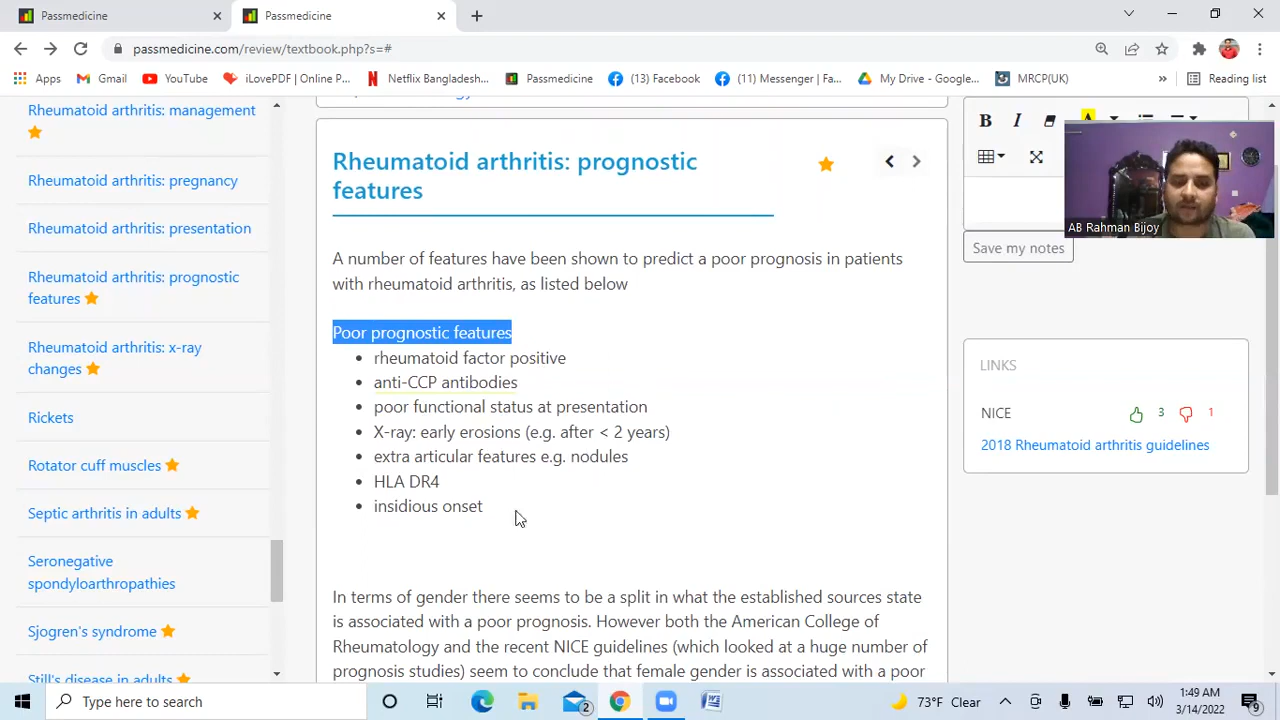 Passmedicine
Passmedicine
passmedicine.com/review/textbook.php?s=#
Apps
Gmail
YouTube
iLovePDF | Online P...
Netflix Bangladesh...
Passmedicine
(13) Facebook
(11) Messenger | Fa...
My Drive - Google...
MRCP(UK)
»
Reading list
Rheumatoid arthritis: management
Rheumatoid arthritis: pregnancy
Rheumatoid arthritis: presentation
Rheumatoid arthritis: prognostic
features
Rheumatoid arthritis: x-ray
changes
Rickets
Rotator cuff muscles
Septic arthritis in adults
Seronegative
spondyloarthropathies
Sjogren's syndrome
Still's disease in adults
Rheumatoid arthritis: prognostic
features
A number of features have been shown to predict a poor prognosis in patients
with rheumatoid arthritis, as listed below
Poor prognostic features
• rheumatoid factor positive
• anti-CCP antibodies
• poor functional status at presentation
• X-ray: early erosions (e.g. after < 2 years)
• extra articular features e.g. nodules
• HLA DR4
• insidious onset
In terms of gender there seems to be a split in what the established sources state
is associated with a poor prognosis. However both the American College of
Rheumatology and the recent NICE guidelines (which looked at a huge number of
prognosis studies) seem to conclude that female gender is associated with a poor
B I A
AB Rahman Bijoy
Save my notes
LINKS
NICE 3 1
2018 Rheumatoid arthritis guidelines
Type here to search
2
73°F Clear
1:49 AM
3/14/2022
9